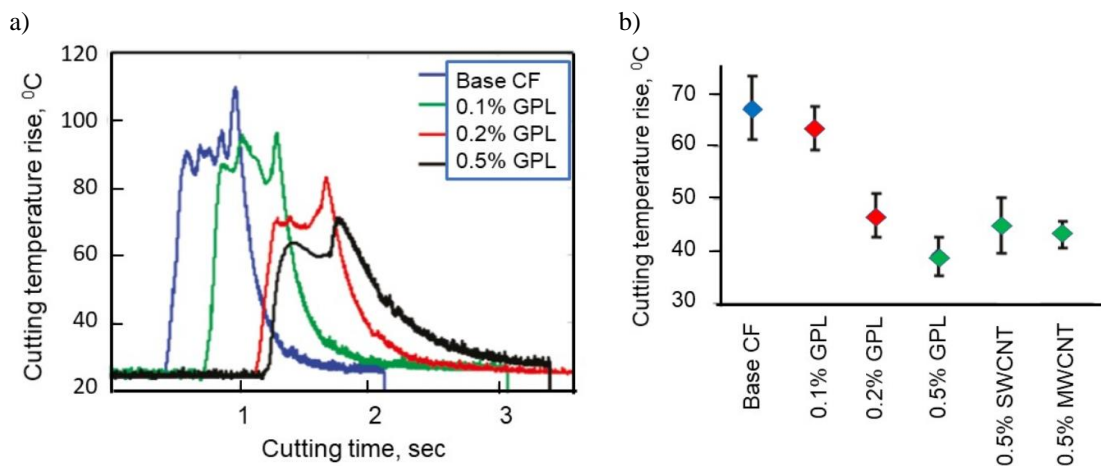 a)
Cutting temperature rise, ⁰C
120
100
80
60
40
20
Base CF
0.1% GPL
0.2% GPL
0.5% GPL
1
2
3
Cutting time, sec
b)
Cutting temperature rise, ⁰C
70
60
50
40
30
Base CF
0.1% GPL
0.2% GPL
0.5% GPL
0.5% SWCNT
0.5% MWCNT